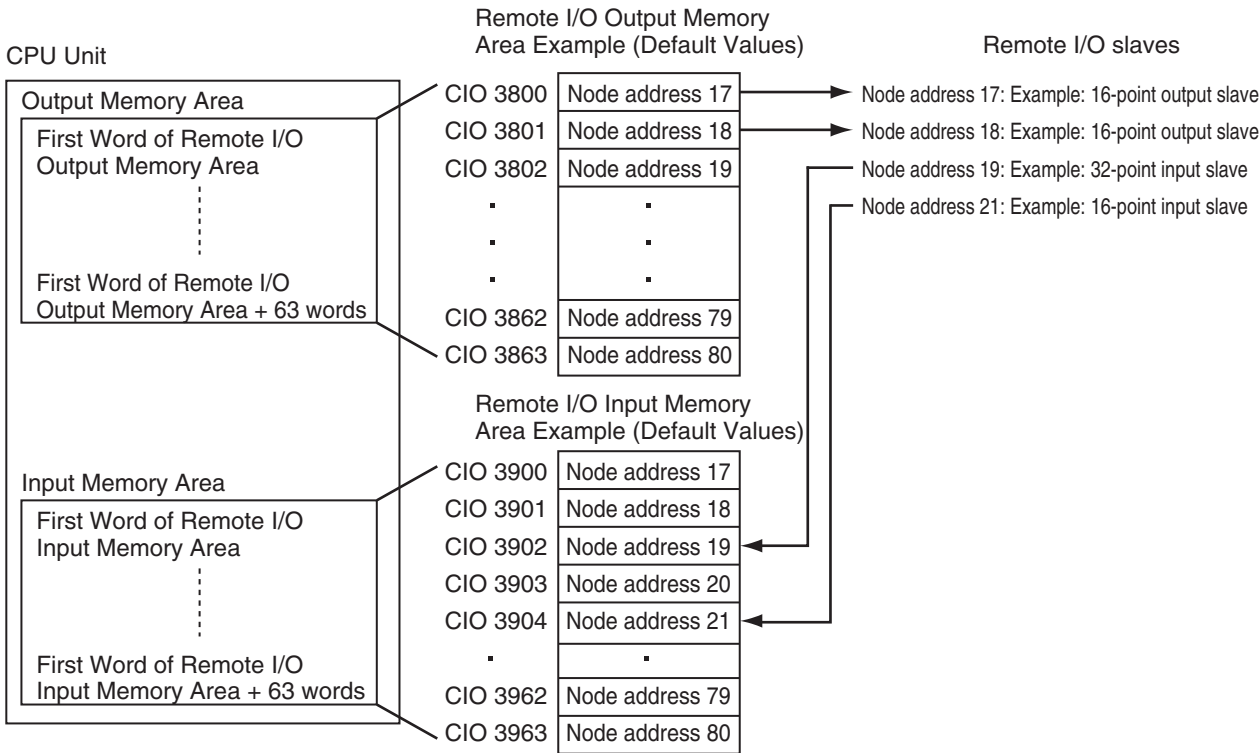 Remote I/O Output Memory
Area Example (Default Values)
Remote I/O slaves
CPU Unit
Output Memory Area
First Word of Remote I/O
Output Memory Area
First Word of Remote I/O
Output Memory Area + 63 words
CIO 3800 Node address 17
CIO 3801 Node address 18
CIO 3802 Node address 19
CIO 3862 Node address 79
CIO 3863 Node address 80
Node address 17: Example: 16-point output slave
Node address 18: Example: 16-point output slave
Node address 19: Example: 32-point input slave
Node address 21: Example: 16-point input slave
Remote I/O Input Memory
Area Example (Default Values)
Input Memory Area
First Word of Remote I/O
Input Memory Area
First Word of Remote I/O
Input Memory Area + 63 words
CIO 3900 Node address 17
CIO 3901 Node address 18
CIO 3902 Node address 19
CIO 3903 Node address 20
CIO 3904 Node address 21
CIO 3962 Node address 79
CIO 3963 Node address 80